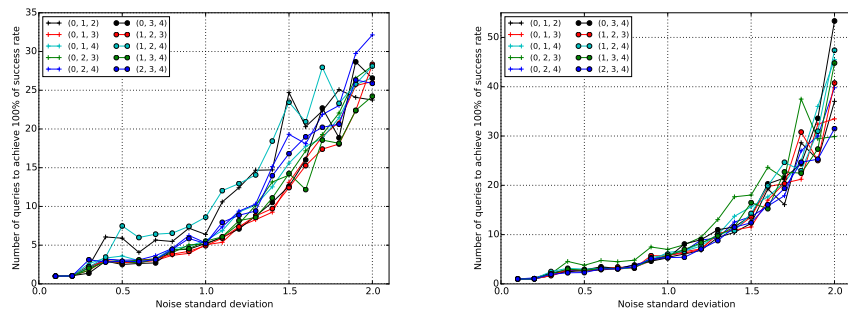 Number of queries to achieve 100% of success rate
35
30
25
20
15
10
5
0
0.0 0.5 1.0 1.5 2.0
Noise standard deviation
(0, 1, 2) (0, 3, 4)
(0, 1, 3) (1, 2, 3)
(0, 1, 4) (1, 2, 4)
(0, 2, 3) (1, 3, 4)
(0, 2, 4) (2, 3, 4)
Number of queries to achieve 100% of success rate
50
40
30
20
10
0
0.0 0.5 1.0 1.5 2.0
Noise standard deviation
(0, 1, 2) (0, 3, 4)
(0, 1, 3) (1, 2, 3)
(0, 1, 4) (1, 2, 4)
(0, 2, 3) (1, 3, 4)
(0, 2, 4) (2, 3, 4)